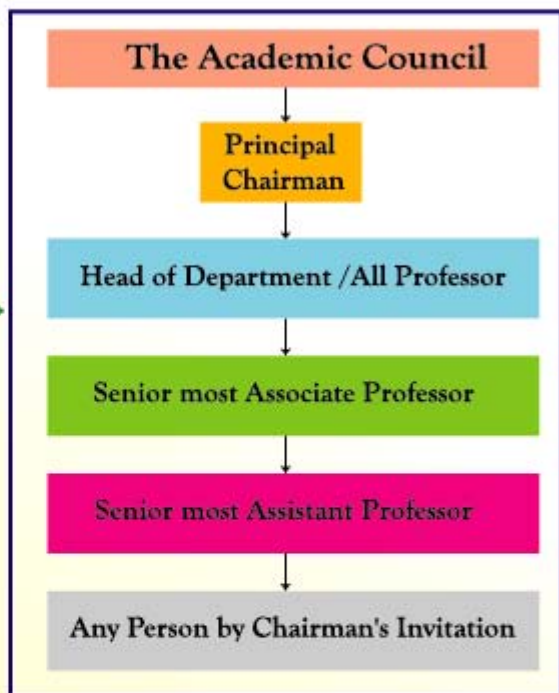 The Academic Council
Principal
Chairman
Head of Department /All Professor
Senior most Associate Professor
Senior most Assistant Professor
Any Person by Chairman's Invitation